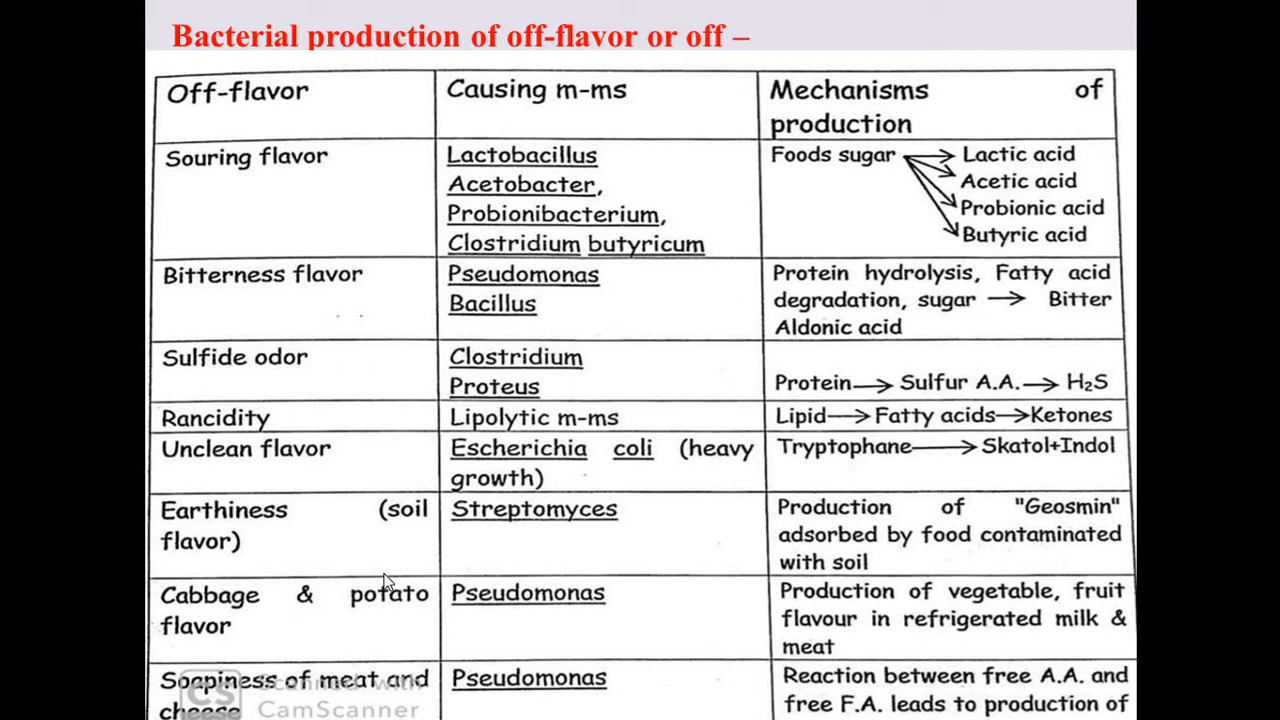 Bacterial production of off-flavor or off –
Off-flavor
Causing m-ms
Mechanisms of
production
Souring flavor
Lactobacillus
Acetobacter,
Probionibacterium,
Clostridium butyricum
Foods sugar
Lactic acid
Acetic acid
Probionic acid
Butyric acid
Bitterness flavor
Pseudomonas
Bacillus
Protein hydrolysis, Fatty acid
degradation, sugar → Bitter
Aldonic acid
Sulfide odor
Clostridium
Proteus
Protein → Sulfur A.A. → H₂S
Rancidity
Lipolytic m-ms
Lipid → Fatty acids → Ketones
Unclean flavor
Escherichia coli (heavy
growth)
Tryptophane → Skatol+Indol
Earthiness (soil
flavor)
Streptomyces
Production of "Geosmin"
adsorbed by food contaminated
with soil
Cabbage & potato
flavor
Pseudomonas
Production of vegetable, fruit
flavour in refrigerated milk &
meat
Soapiness of meat and
cheese
Pseudomonas
Reaction between free A.A. and
free F.A. leads to production of
CS
Scanned with
CamScanner